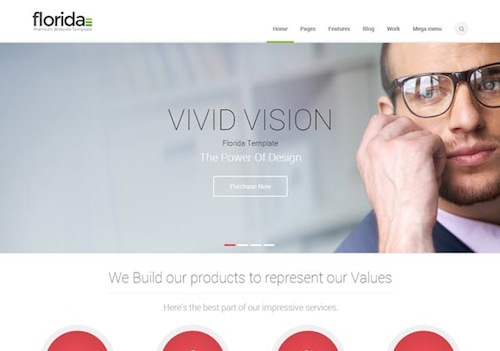 florida
Premium Website Template
Home Pages Features Blog Work Mega menu
VIVID VISION
Florida Template
The Power Of Design
Purchase Now
We Build our products to represent our Values
Here's the best part of our impressive services.